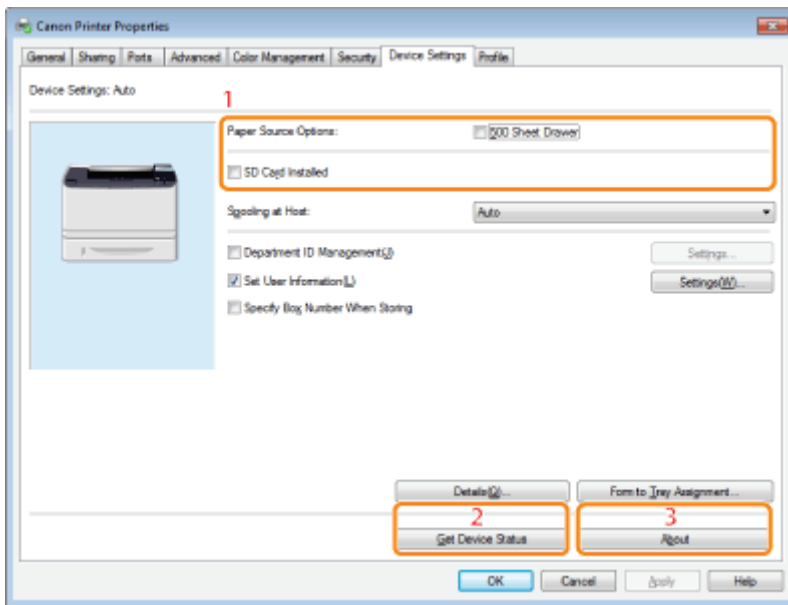 Canon Printer Properties
General Sharing Ports Advanced Color Management Security Device Settings Profile
Device Settings: Auto
1
Paper Source Options: 500 Sheet Drawer
SD Card Installed
Spooling at Host: Auto
Department ID Management(J) Settings...
Set User Information(L) Settings(W)...
Specify Box Number When Storing
Details(Q)... Form to Tray Assignment...
2 3
Get Device Status About
OK Cancel Apply Help